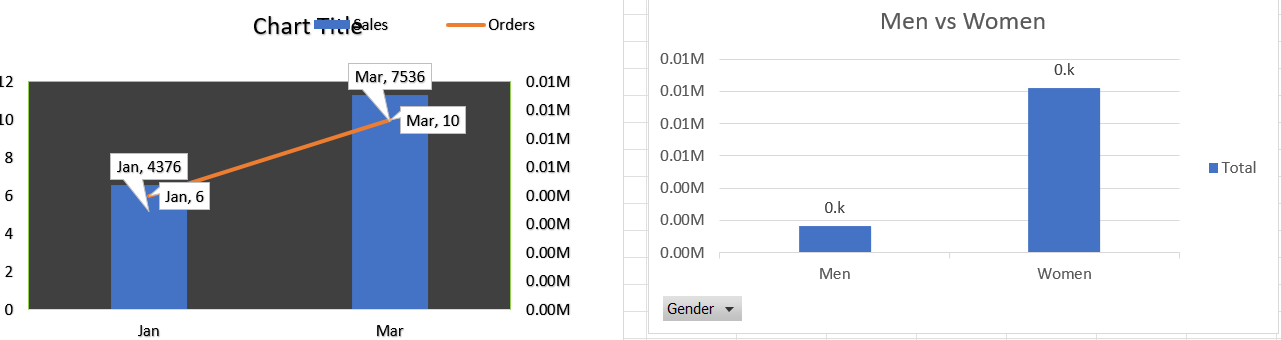 Chart Title
Sales
Orders
Mar, 7536
Mar, 10
Jan, 4376
Jan, 6
12
10
8
6
4
2
0
0.01M
0.01M
0.01M
0.01M
0.00M
0.00M
0.00M
0.00M
0.00M
Jan
Mar
Men vs Women
0.01M
0.01M
0.01M
0.01M
0.00M
0.00M
0.00M
0.k
0.k
Men
Women
Total
Gender